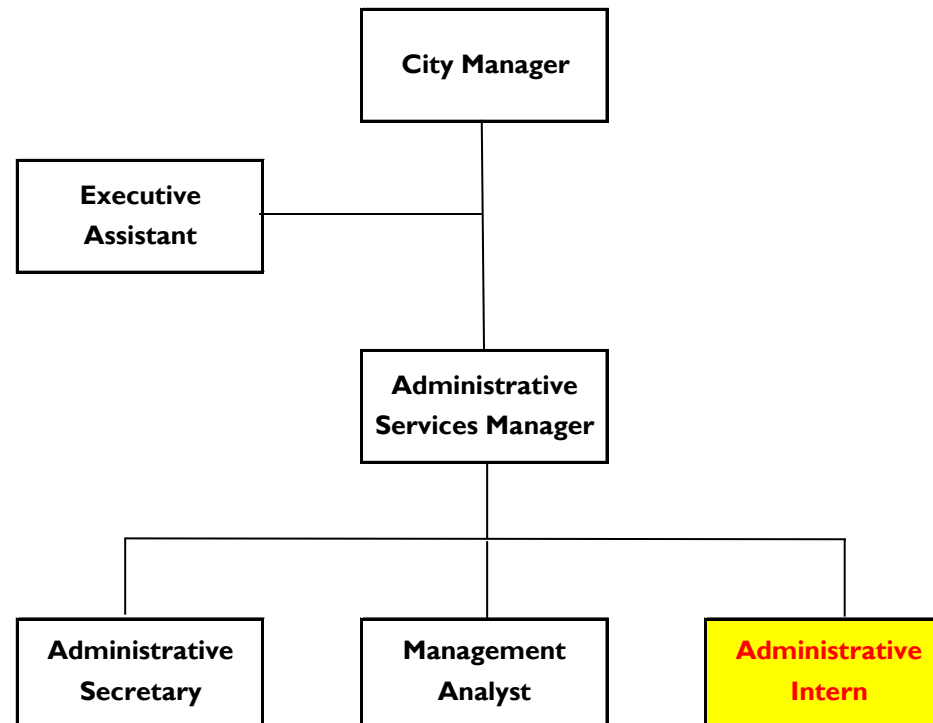 City Manager
Executive
Assistant
Administrative
Services Manager
Administrative
Secretary
Management
Analyst
Administrative
Intern